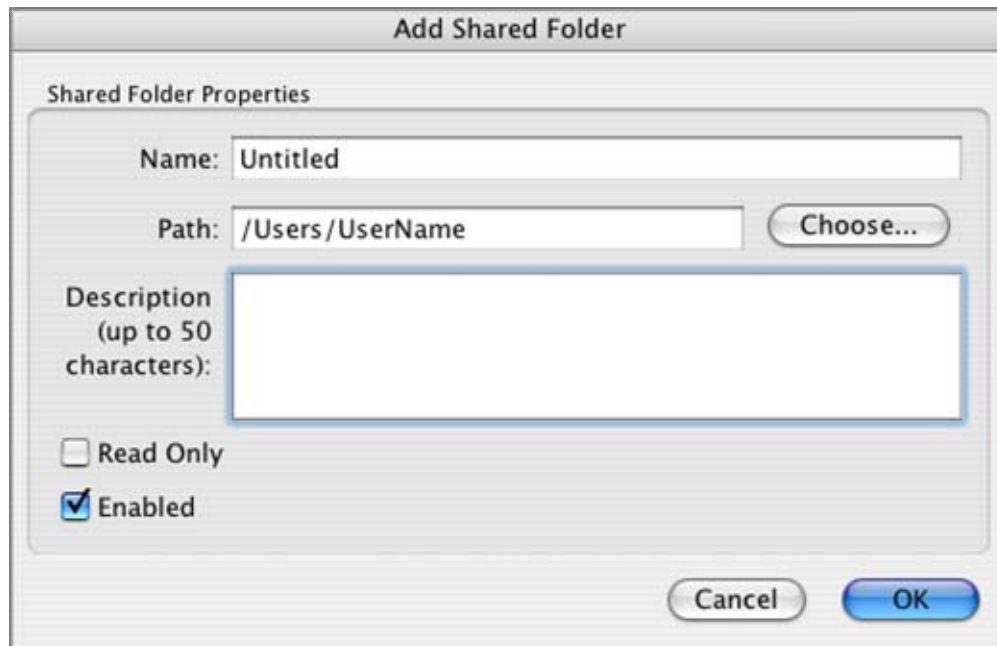 Add Shared Folder
Shared Folder Properties
Name: Untitled
Path: /Users/UserName Choose...
Description
(up to 50
characters):
Read Only
Enabled
Cancel OK